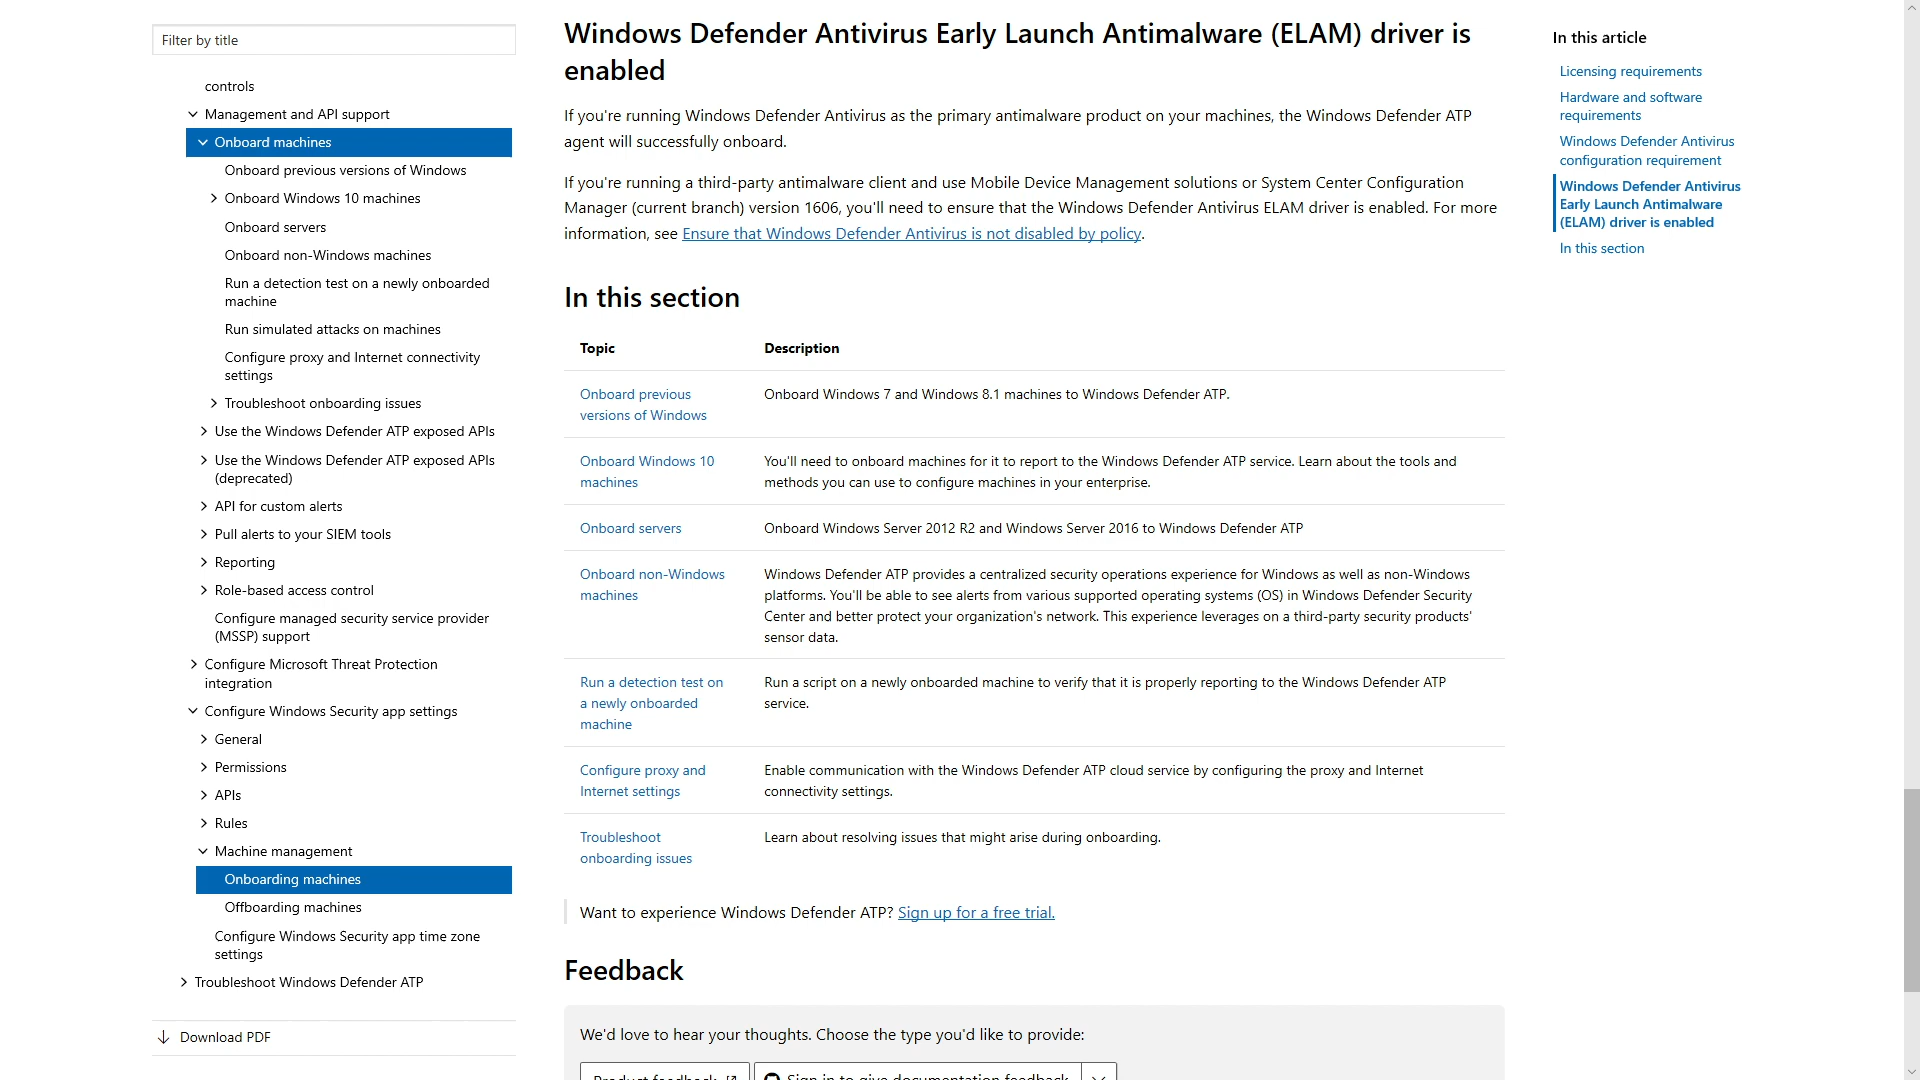 Filter by title
controls
Management and API support
Onboard machines
Onboard previous versions of Windows
Onboard Windows 10 machines
Onboard servers
Onboard non-Windows machines
Run a detection test on a newly onboarded
machine
Run simulated attacks on machines
Configure proxy and Internet connectivity
settings
Troubleshoot onboarding issues
Use the Windows Defender ATP exposed APIs
Use the Windows Defender ATP exposed APIs
(deprecated)
API for custom alerts
Pull alerts to your SIEM tools
Reporting
Role-based access control
Configure managed security service provider
(MSSP) support
Configure Microsoft Threat Protection
integration
Configure Windows Security app settings
General
Permissions
APIs
Rules
Machine management
Onboarding machines
Offboarding machines
Configure Windows Security app time zone
settings
Troubleshoot Windows Defender ATP
Download PDF
Windows Defender Antivirus Early Launch Antimalware (ELAM) driver is
enabled
If you're running Windows Defender Antivirus as the primary antimalware product on your machines, the Windows Defender ATP
agent will successfully onboard.
If you're running a third-party antimalware client and use Mobile Device Management solutions or System Center Configuration
Manager (current branch) version 1606, you'll need to ensure that the Windows Defender Antivirus ELAM driver is enabled. For more
information, see Ensure that Windows Defender Antivirus is not disabled by policy.
In this section
Topic Description
Onboard previous
versions of Windows
Onboard Windows 7 and Windows 8.1 machines to Windows Defender ATP.
Onboard Windows 10
machines
You'll need to onboard machines for it to report to the Windows Defender ATP service. Learn about the tools and
methods you can use to configure machines in your enterprise.
Onboard servers
Onboard Windows Server 2012 R2 and Windows Server 2016 to Windows Defender ATP
Onboard non-Windows
machines
Windows Defender ATP provides a centralized security operations experience for Windows as well as non-Windows
platforms. You'll be able to see alerts from various supported operating systems (OS) in Windows Defender Security
Center and better protect your organization's network. This experience leverages on a third-party security products'
sensor data.
Run a detection test on
a newly onboarded
machine
Run a script on a newly onboarded machine to verify that it is properly reporting to the Windows Defender ATP
service.
Configure proxy and
Internet settings
Enable communication with the Windows Defender ATP cloud service by configuring the proxy and Internet
connectivity settings.
Troubleshoot
onboarding issues
Learn about resolving issues that might arise during onboarding.
Want to experience Windows Defender ATP? Sign up for a free trial.
Feedback
We'd love to hear your thoughts. Choose the type you'd like to provide:
Product feedback
Sign in to give documentation feedback
In this article
Licensing requirements
Hardware and software
requirements
Windows Defender Antivirus
configuration requirement
Windows Defender Antivirus
Early Launch Antimalware
(ELAM) driver is enabled
In this section